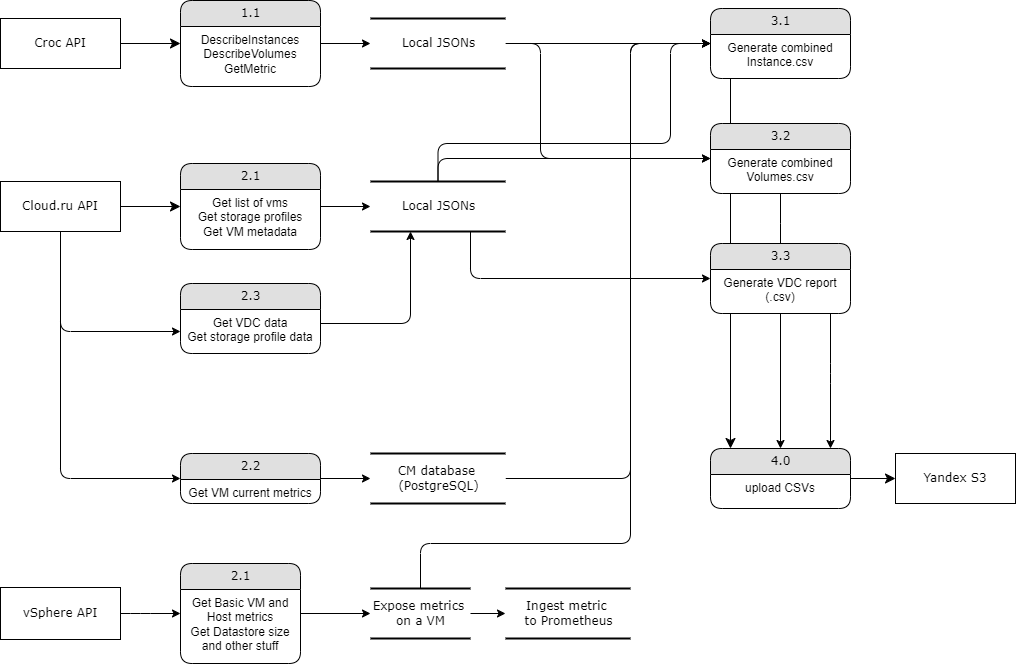 Croc API
1.1
DescribeInstances
DescribeVolumes
GetMetric
Local JSONs
3.1
Generate combined
Instance.csv
3.2
Generate combined
Volumes.csv
Cloud.ru API
2.1
Get list of vms
Get storage profiles
Get VM metadata
Local JSONs
2.3
Get VDC data
Get storage profile data
3.3
Generate VDC report
(.csv)
2.2
Get VM current metrics
CM database
(PostgreSQL)
4.0
upload CSVs
Yandex S3
vSphere API
2.1
Get Basic VM and
Host metrics
Get Datastore size
and other stuff
Expose metrics
on a VM
Ingest metric
to Prometheus